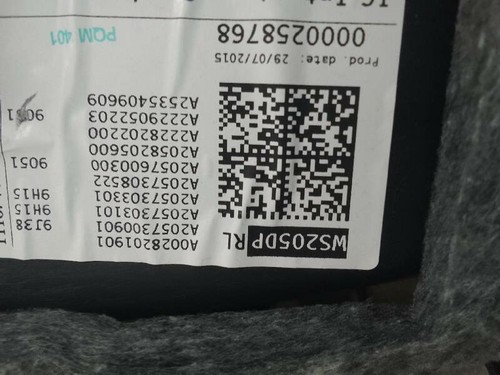 WS205DP RL
A0028201901
A2057300901 9J38
A2057303101 9H15
A2057303301 9H15
A2057308522
A2057600300 9051
A2058205600
A2228202200
A2229052203 9051
A2535409609
Prod. date: 29/07/2015
0000258768
PQM 401